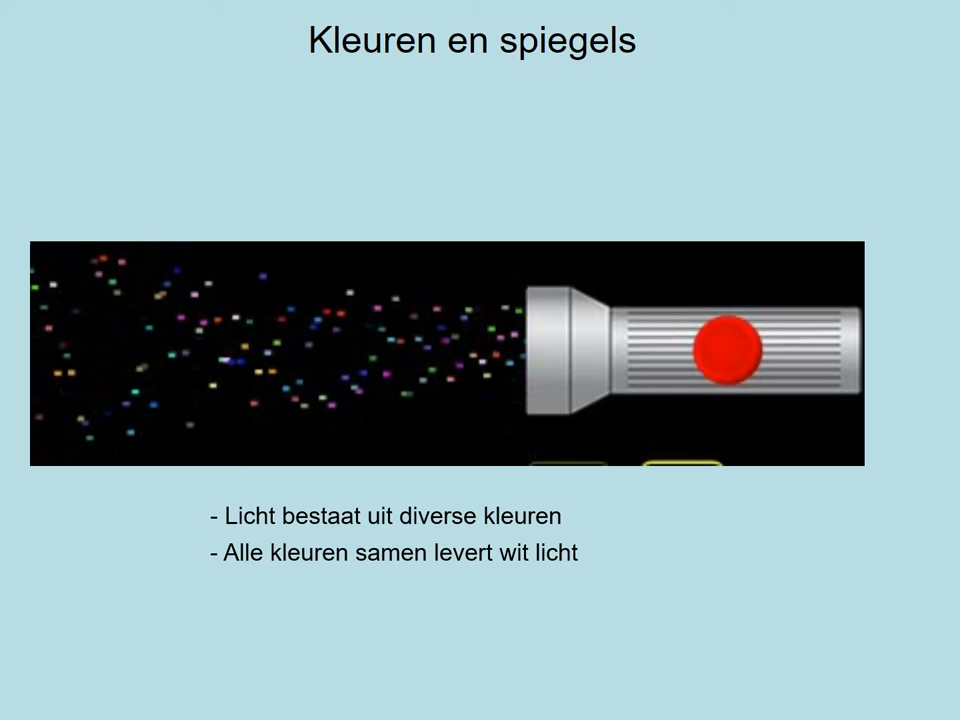 Kleuren en spiegels
- Licht bestaat uit diverse kleuren
- Alle kleuren samen levert wit licht